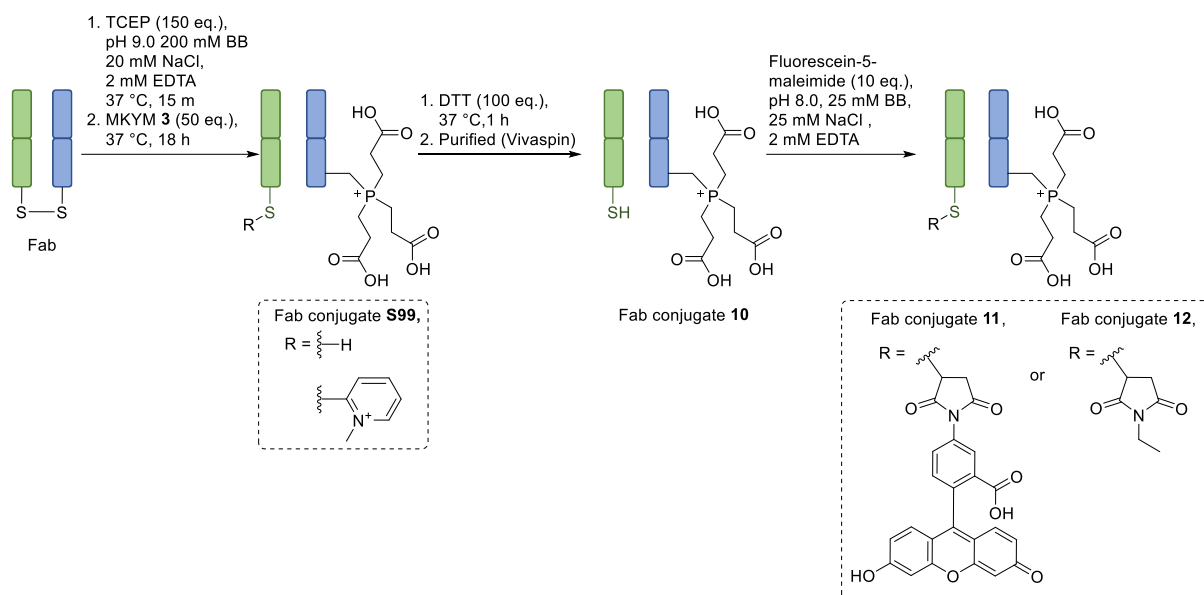 1. TCEP (150 eq.),
pH 9.0 200 mM BB
20 mM NaCl,
2 mM EDTA
37 °C, 15 m
2. MKYM 3 (50 eq.),
37 °C, 18 h
S
S
Fab
R
S
P
+
HO
O
O
OH
O
OH
Fab conjugate S99,
R =
H
N
+
1. DTT (100 eq.),
37 °C,1 h
2. Purified (Vivaspin)
SH
P
+
HO
O
O
OH
O
OH
Fab conjugate 10
Fluorescein-5-
maleimide (10 eq.),
pH 8.0, 25 mM BB,
25 mM NaCl ,
2 mM EDTA
R
S
P
+
HO
O
O
OH
O
OH
Fab conjugate 11,
R =
O
N
O
O
OH
HO
O
O
or
Fab conjugate 12,
R =
O
N
O